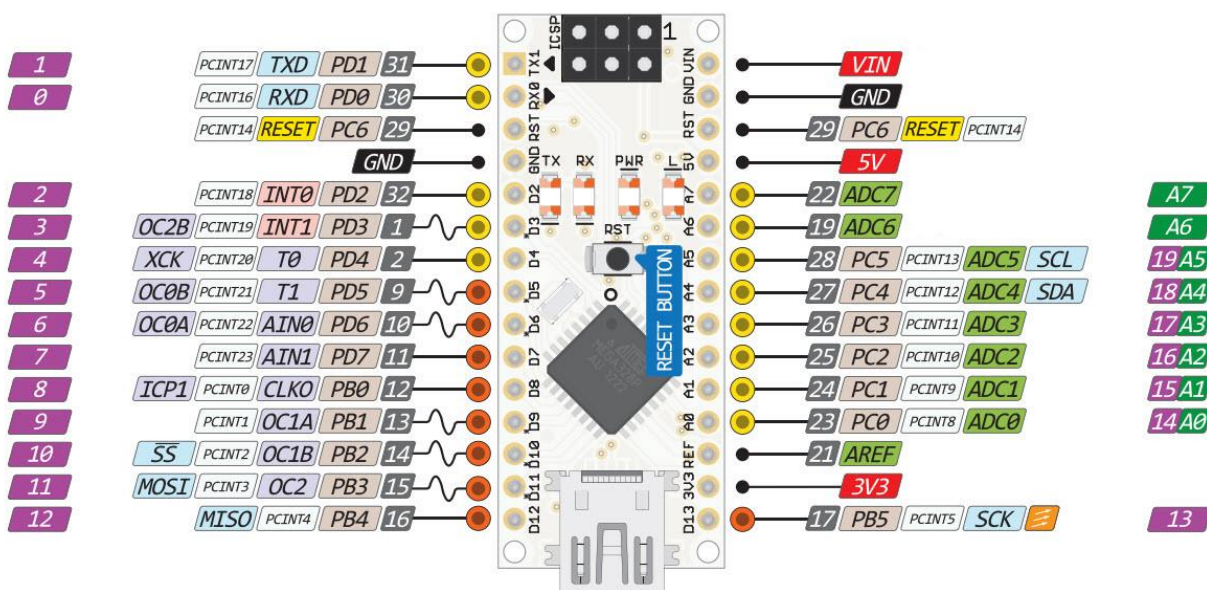 ICSP 1
1 PCINT17 TXD PD1 31 TX1 VIN VIN
0 PCINT16 RXD PD0 30 RX0 GND GND
PCINT14 RESET PC6 29 RST RST 29 PC6 RESET PCINT14
GND GND 5V 5V
TX RX PWR L
2 PCINT18 INT0 PD2 32 D2 A7 22 ADC7 A7
3 OC2B PCINT19 INT1 PD3 1 D3 A6 19 ADC6 A6
RST
4 XCK PCINT20 T0 PD4 2 D4 A5 28 PC5 PCINT13 ADC5 SCL 19 A5
5 OC0B PCINT21 T1 PD5 9 D5 A4 27 PC4 PCINT12 ADC4 SDA 18 A4
RESET BUTTON
6 OC0A PCINT22 AIN0 PD6 10 D6 A3 26 PC3 PCINT11 ADC3 17 A3
7 PCINT23 AIN1 PD7 11 D7 A2 25 PC2 PCINT10 ADC2 16 A2
8 ICP1 PCINT0 CLKO PB0 12 D8 A1 24 PC1 PCINT9 ADC1 15 A1
9 PCINT1 OC1A PB1 13 D9 A0 23 PC0 PCINT8 ADC0 14 A0
10 SS PCINT2 OC1B PB2 14 D10 REF 21 AREF
11 MOSI PCINT3 OC2 PB3 15 D11 3V3 3V3
12 MISO PCINT4 PB4 16 D12 D13 17 PB5 PCINT5 SCK 13